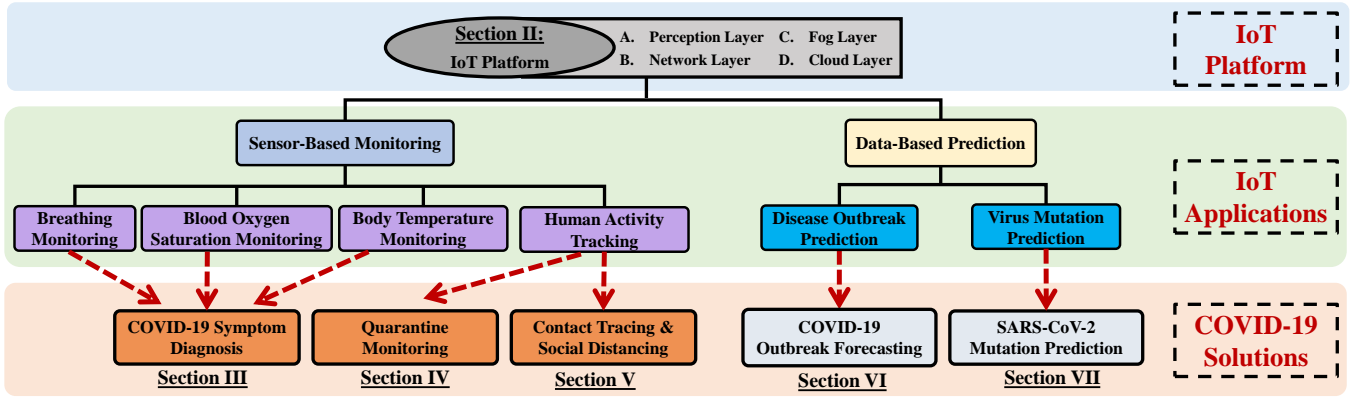 Section II:
IoT Platform
A. Perception Layer C. Fog Layer
B. Network Layer D. Cloud Layer
IoT
Platform
Sensor-Based Monitoring
Data-Based Prediction
Breathing
Monitoring
Blood Oxygen
Saturation Monitoring
Body Temperature
Monitoring
Human Activity
Tracking
Disease Outbreak
Prediction
Virus Mutation
Prediction
IoT
Applications
COVID-19 Symptom
Diagnosis
Section III
Quarantine
Monitoring
Section IV
Contact Tracing &
Social Distancing
Section V
COVID-19
Outbreak Forecasting
Section VI
SARS-CoV-2
Mutation Prediction
Section VII
COVID-19
Solutions